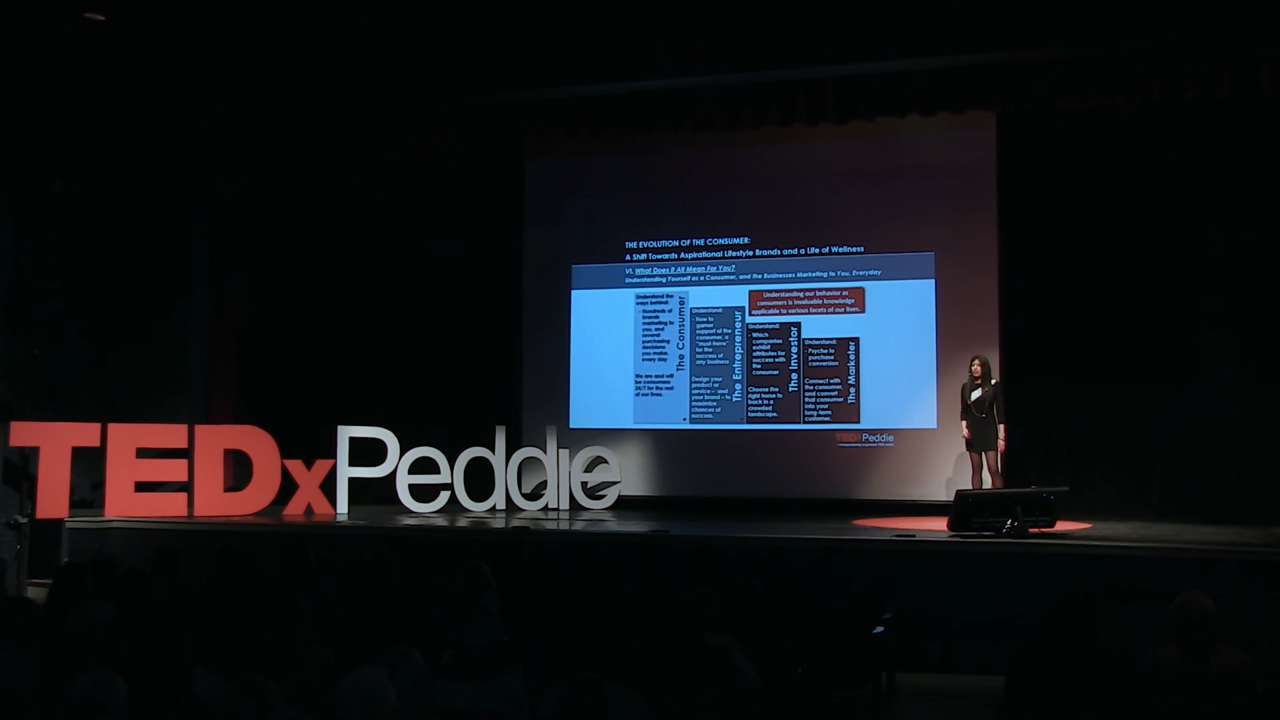 THE EVOLUTION OF THE CONSUMER:
A Shift Towards Aspirational Lifestyle Brands and a Life of Wellness
VI. What Does It All Mean For You?
Understanding Yourself as a Consumer, and the Businesses Marketing to You, Everyday
Understanding our behavior as
consumers is invaluable knowledge
applicable to various facets of our lives.
Understand the
ways behind:
- Hundreds of
brands
marketing to
you, and
several
purchasing
decisions
you make,
every day
We are and will
be consumers
24/7 for the rest
of our lives.
The Consumer
Understand:
- How to
garner
support of the
consumer, a
"must-have"
for the
success of
any business
Design your
product or
service – and
your brand – to
maximize
chances of
success.
The Entrepreneur
Understand:
- Which
companies
exhibit
attributes for
success with
the
consumer
Choose the
right horse to
back in a
crowded
landscape.
The Investor
Understand:
- Psyche to
purchase
conversion
Connect with
the consumer,
and convert
that consumer
into your
long-term
customer.
The Marketer
TEDxPeddie
TEDxPeddie